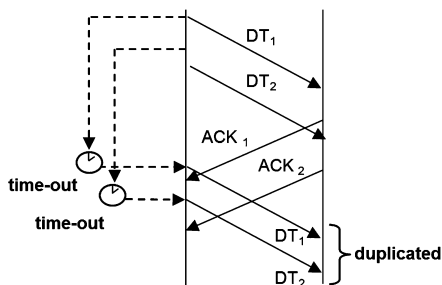 DT1
DT2
ACK 1
ACK 2
time-out
time-out
DT1
duplicated
DT2